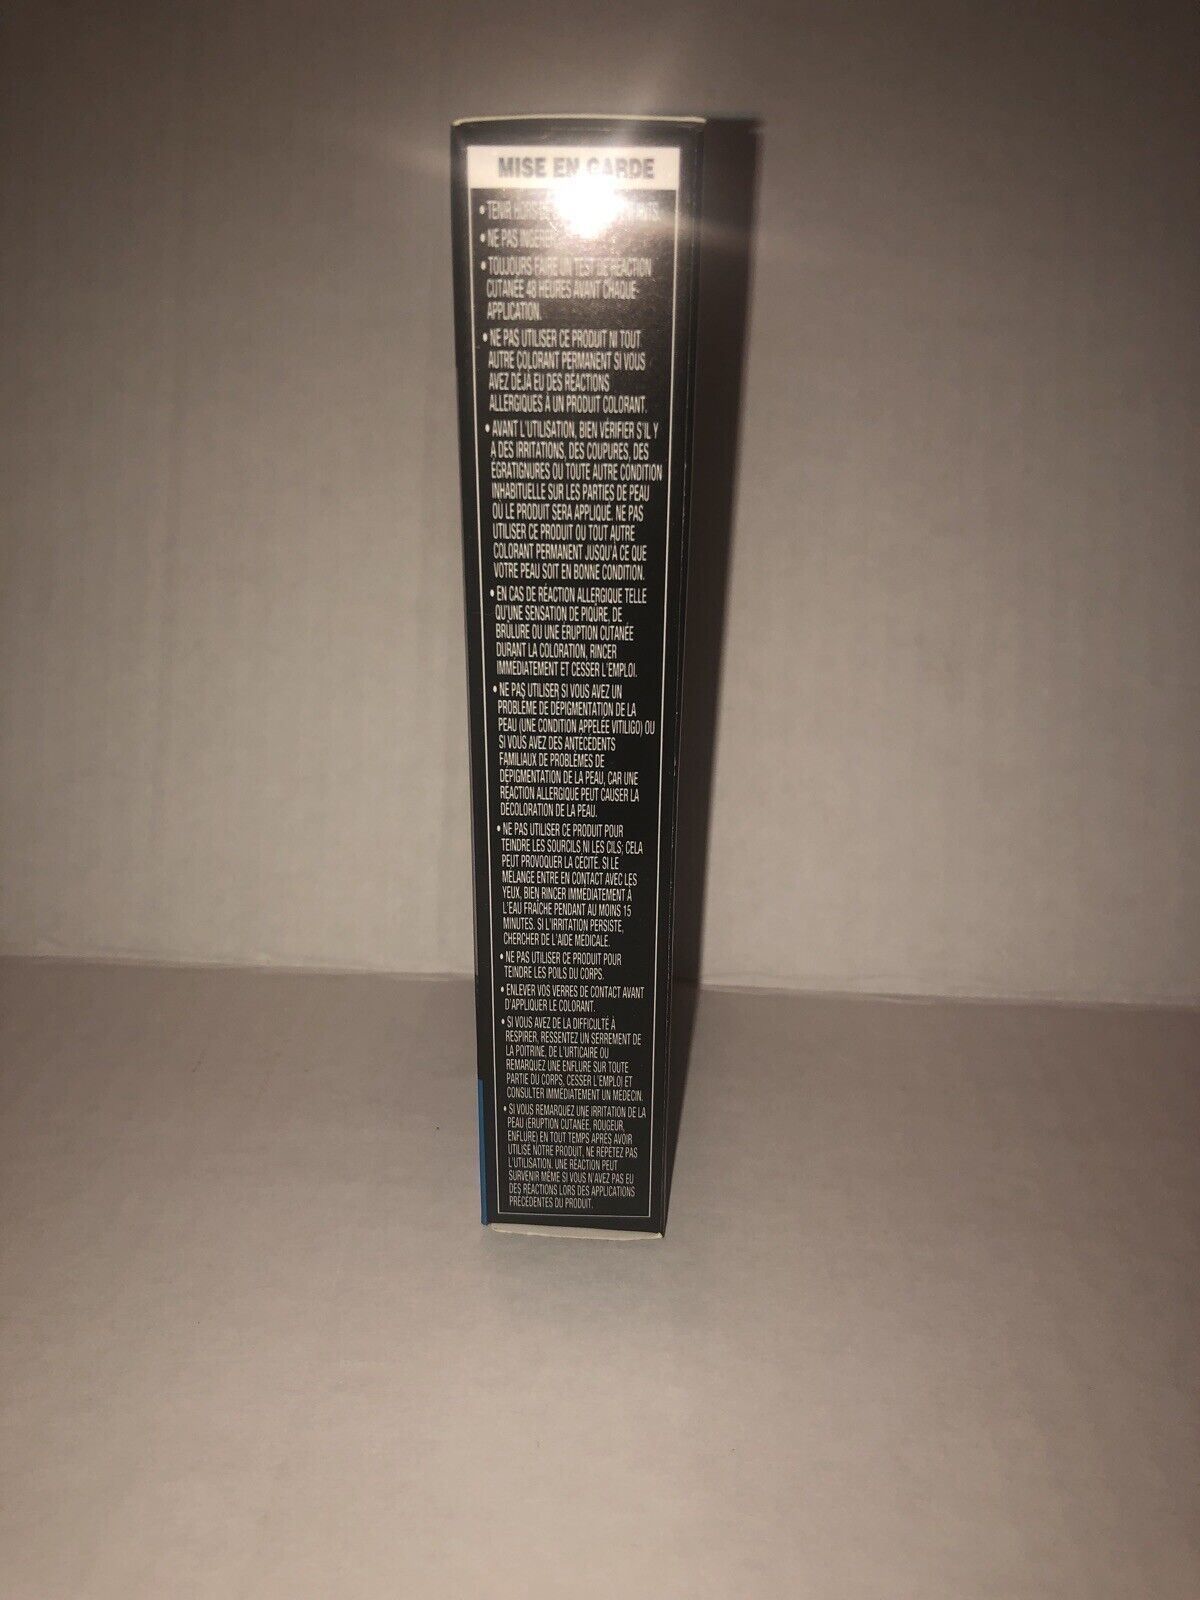 MISE EN GARDE
• TENIR HORS DE
• NE PAS INGÉRER
• TOUJOURS FAIRE UN TEST DE RÉACTION
CUTANÉE 48 HEURES AVANT CHAQUE
APPLICATION.
• NE PAS UTILISER CE PRODUIT NI TOUT
AUTRE COLORANT PERMANENT SI VOUS
AVEZ DÉJÀ EU DES RÉACTIONS
ALLERGIQUES À UN PRODUIT COLORANT.
• AVANT L'UTILISATION, BIEN VÉRIFIER S'IL Y
A DES IRRITATIONS, DES COUPURES, DES
ÉGRATIGNURES OU TOUTE AUTRE CONDITION
INHABITUELLE SUR LES PARTIES DE PEAU
OÙ LE PRODUIT SERA APPLIQUÉ. NE PAS
UTILISER CE PRODUIT OU TOUT AUTRE
COLORANT PERMANENT JUSQU'À CE QUE
VOTRE PEAU SOIT EN BONNE CONDITION.
• EN CAS DE RÉACTION ALLERGIQUE TELLE
QU'UNE SENSATION DE PIQÛRE, DE
BRÛLURE OU UNE ÉRUPTION CUTANÉE
DURANT LA COLORATION, RINCER
IMMÉDIATEMENT ET CESSER L'EMPLOI.
• NE PAS UTILISER SI VOUS AVEZ UN
PROBLÈME DE DÉPIGMENTATION DE LA
PEAU (UNE CONDITION APPELÉE VITILIGO) OU
SI VOUS AVEZ DES ANTÉCÉDENTS
FAMILIAUX DE PROBLÈMES DE
DÉPIGMENTATION DE LA PEAU, CAR UNE
RÉACTION ALLERGIQUE PEUT CAUSER LA
DÉCOLORATION DE LA PEAU.
• NE PAS UTILISER CE PRODUIT POUR
TEINDRE LES SOURCILS NI LES CILS; CELA
PEUT PROVOQUER LA CÉCITÉ. SI LE
MÉLANGE ENTRE EN CONTACT AVEC LES
YEUX, BIEN RINCER IMMÉDIATEMENT À
L'EAU FRAÎCHE PENDANT AU MOINS 15
MINUTES. SI L'IRRITATION PERSISTE,
CHERCHER DE L'AIDE MÉDICALE.
• NE PAS UTILISER CE PRODUIT POUR
TEINDRE LES POILS DU CORPS.
• ENLEVER VOS VERRES DE CONTACT AVANT
D'APPLIQUER LE COLORANT.
• SI VOUS AVEZ DE LA DIFFICULTÉ À
RESPIRER, RESSENTEZ UN SERREMENT DE
LA POITRINE, DE L'URTICAIRE OU
REMARQUEZ UNE ENFLURE SUR TOUTE
PARTIE DU CORPS, CESSER L'EMPLOI ET
CONSULTER IMMÉDIATEMENT UN MÉDECIN.
• SI VOUS REMARQUEZ UNE IRRITATION DE LA
PEAU (ÉRUPTION CUTANÉE, ROUGEUR,
ENFLURE) EN TOUT TEMPS APRÈS AVOIR
UTILISÉ NOTRE PRODUIT, NE RÉPÉTEZ PAS
L'UTILISATION. UNE RÉACTION PEUT
SURVENIR MÊME SI VOUS N'AVEZ PAS EU
DES RÉACTIONS LORS DES APPLICATIONS
PRÉCÉDENTES DU PRODUIT.